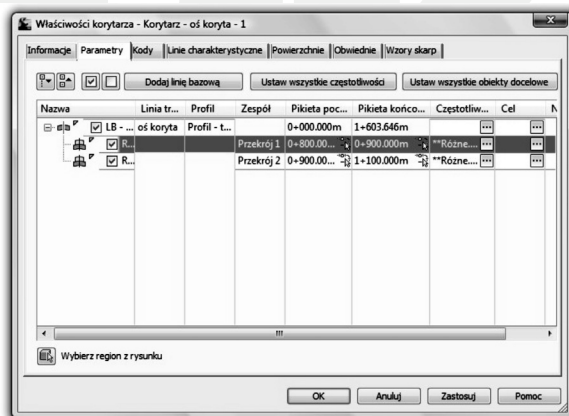 Właściwości korytarza - Korytarz - oś koryta - 1
Informacje Parametry Kody Linie charakterystyczne Powierzchnie Obwiednie Wzory skarp
Dodaj linię bazową Ustaw wszystkie częstotliwości Ustaw wszystkie obiekty docelowe
Nazwa Linia tr... Profil Zespół Pikieta poc... Pikieta końco... Częstotliw... Cel N
LB - ... oś koryta Profil - t... 0+000.000m 1+603.646m ...
R... Przekrój 1 0+800.00... 0+900.000m **Różne.... ...
R... Przekrój 2 0+900.00... 1+100.000m **Różne.... ...
Wybierz region z rysunku
OK Anuluj Zastosuj Pomoc